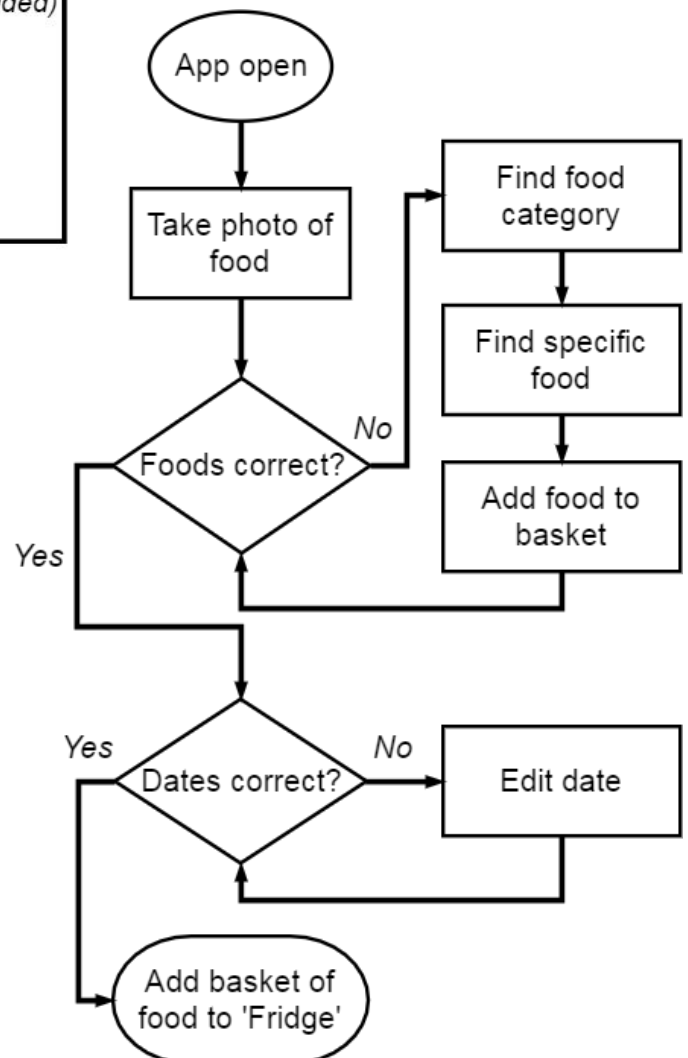 App open
Take photo of
food
Foods correct?
No
Find food
category
Find specific
food
Add food to
basket
Yes
Dates correct?
Yes
No
Edit date
Add basket of
food to 'Fridge'